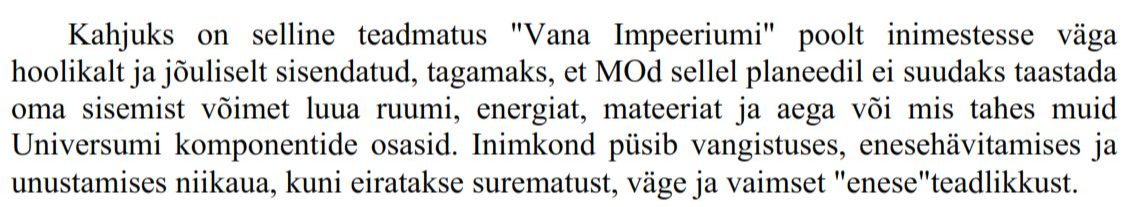 Kahjuks on selline teadmatus "Vana Impeeriumi" poolt inimestesse väga
hoolikalt ja jõuliselt sisendatud, tagamaks, et MOd sellel planeedil ei suudaks taastada
oma sisemist võimet luua ruumi, energiat, mateeriat ja aega või mis tahes muid
Universumi komponentide osasid. Inimkond püsib vangistuses, enesehävitamises ja
unustamises niikaua, kuni eiratakse surematust, väge ja vaimset "enese"teadlikkust.